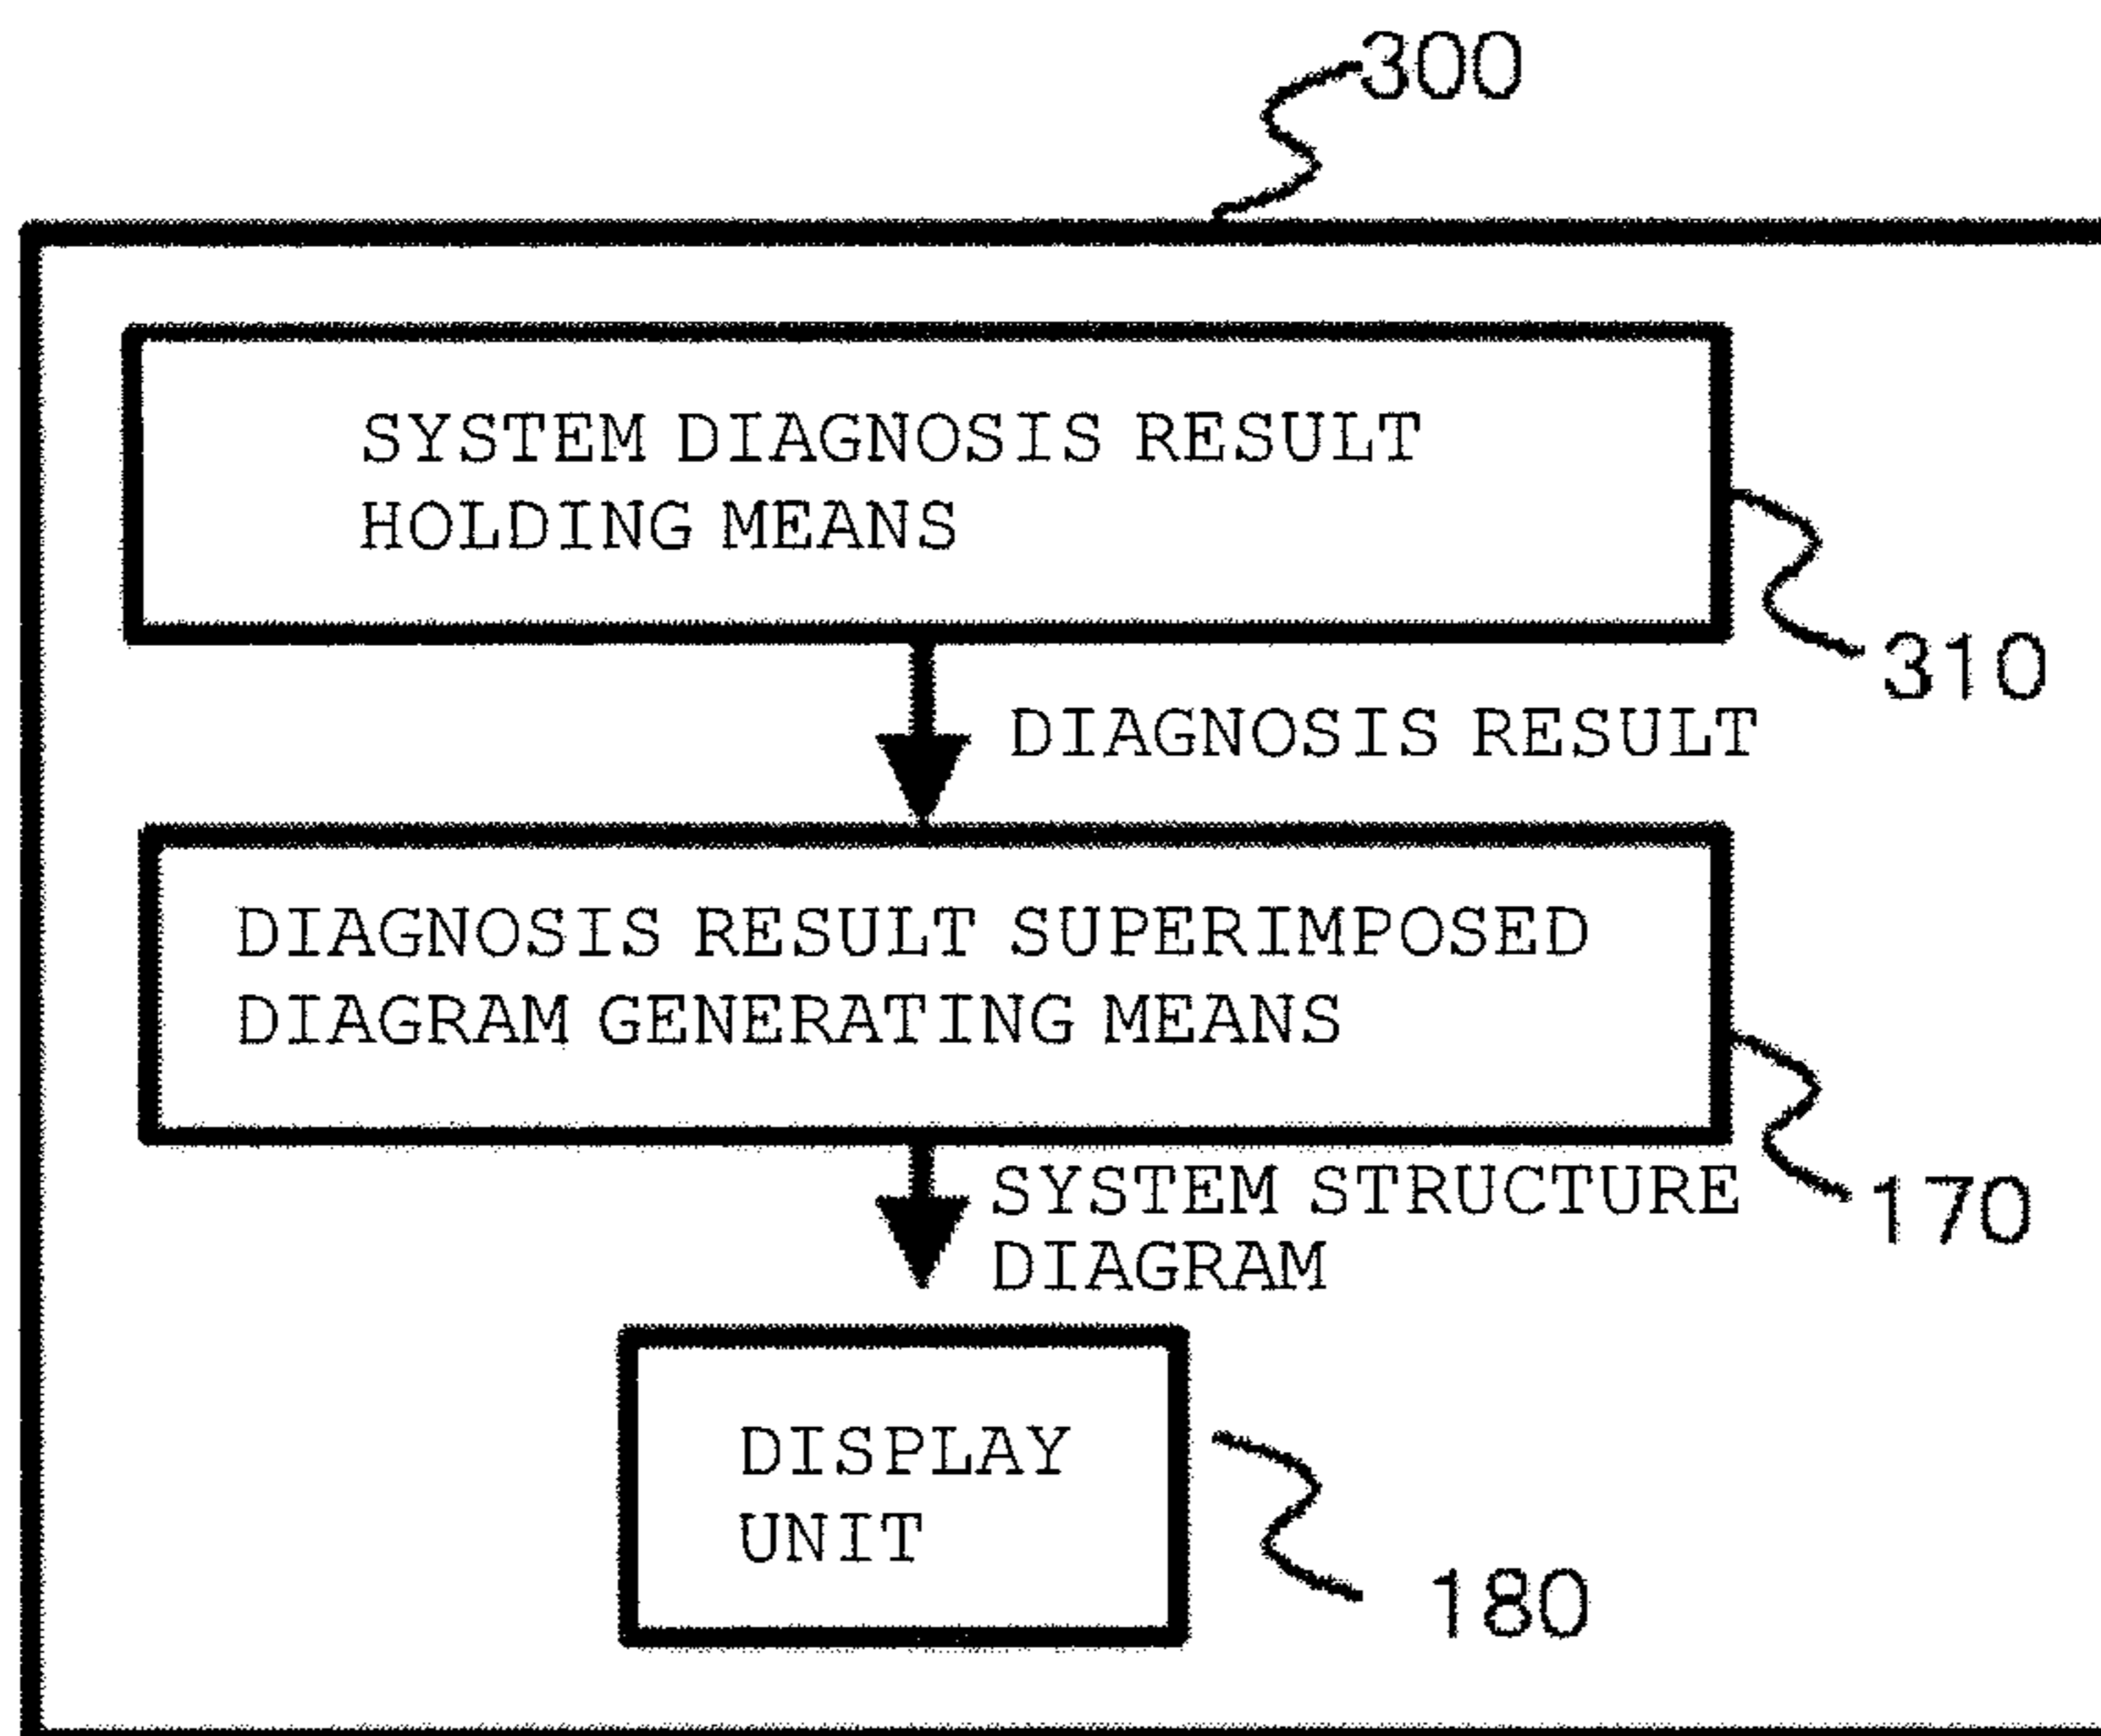 300
SYSTEM DIAGNOSIS RESULT
HOLDING MEANS
310
DIAGNOSIS RESULT
DIAGNOSIS RESULT SUPERIMPOSED
DIAGRAM GENERATING MEANS
170
SYSTEM STRUCTURE
DIAGRAM
DISPLAY
UNIT
180